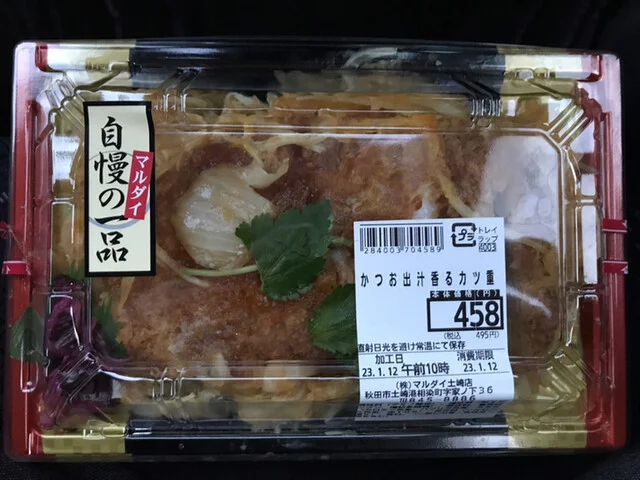 マルダイ
自慢の一品
284003704589
プラ
トレイ
ラップ
かつお出汁香るカツ重
本体価格(円)
458
(税込 495円)
直射日光を避け常温にて保存
加工日 消費期限
23.1.12 午前10時 23.1.12
(株)マルダイ土崎店
秋田市土崎港相染町字家ノ下36